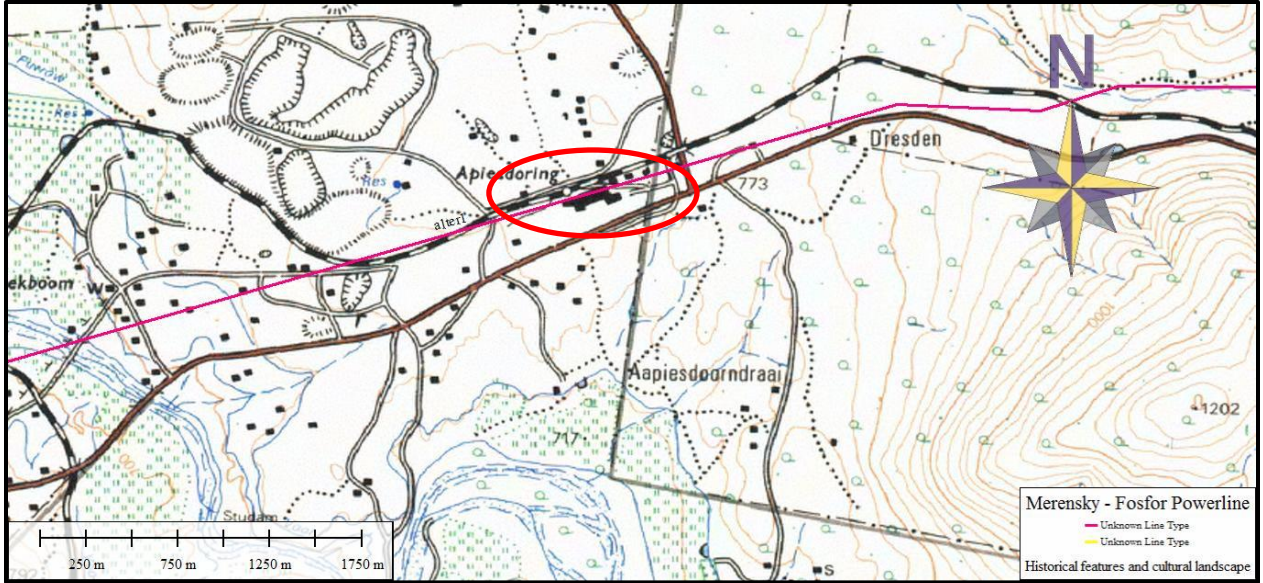 N
Res
Dresden
Apiesdoring
Res
773
alter1
ekboom
W
1000
Aapiesdoorndraai
1202
717
Studam
S
Merensky - Fosfor Powerline
Unknown Line Type
Unknown Line Type
Historical features and cultural landscape
250 m 750 m 1250 m 1750 m